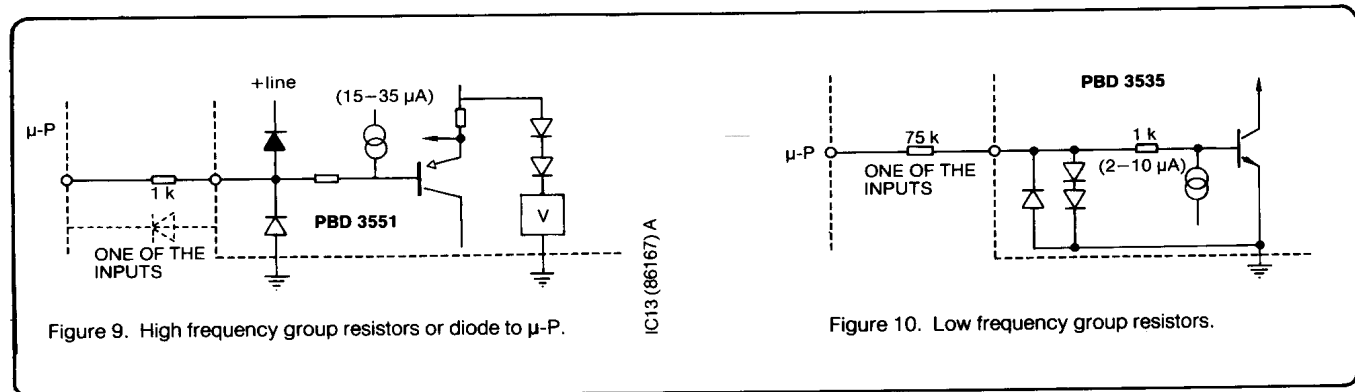 +line
(15–35 µA)
µ-P
1 k
PBD 3551
V
ONE OF THE
INPUTS
Figure 9. High frequency group resistors or diode to µ-P.
IC13 (86167) A
PBD 3535
75 k
1 k
µ-P
ONE OF THE
INPUTS
(2–10 µA)
Figure 10. Low frequency group resistors.